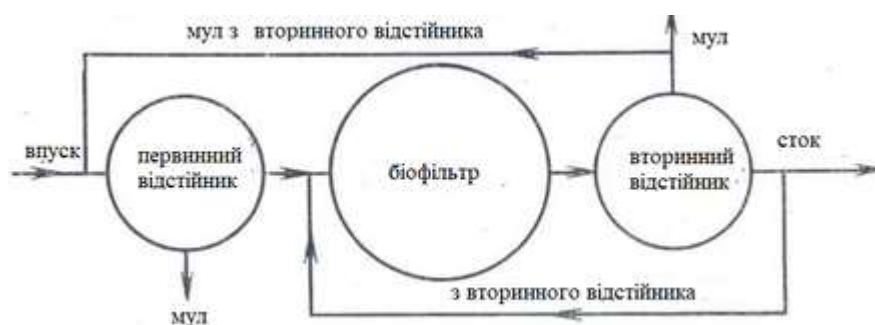 мул з вторинного відстійника
мул
впуск
первинний
відстійник
біофільтр
вторинний
відстійник
сток
з вторинного відстійника
мул